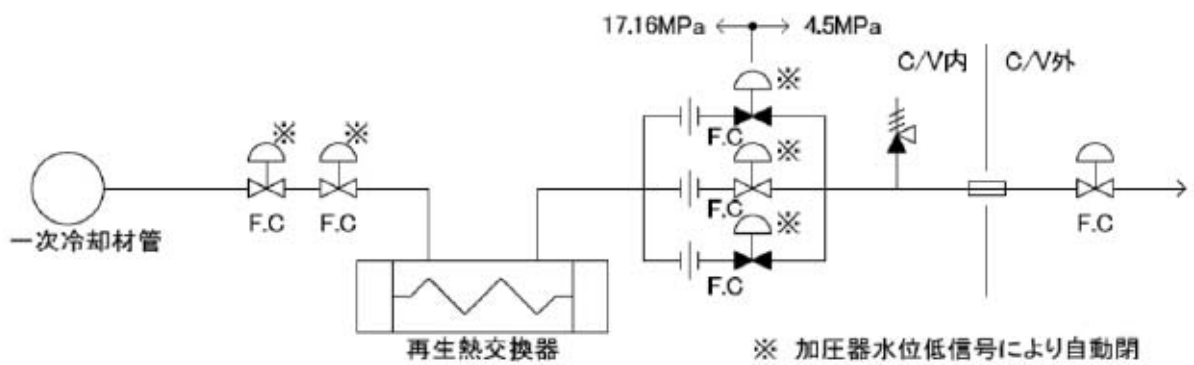 17.16MPa 4.5MPa
C/V内 C/V外
※
※ ※
F.C
※
F.C F.C
F.C
F.C
一次冷却材管
※
F.C
再生熱交換器
※ 加圧器水位低信号により自動閉